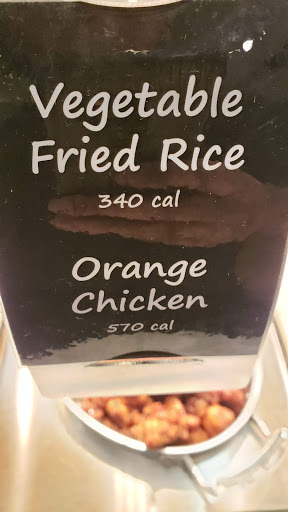 Vegetable
Fried Rice
340 cal
Orange
Chicken
570 cal